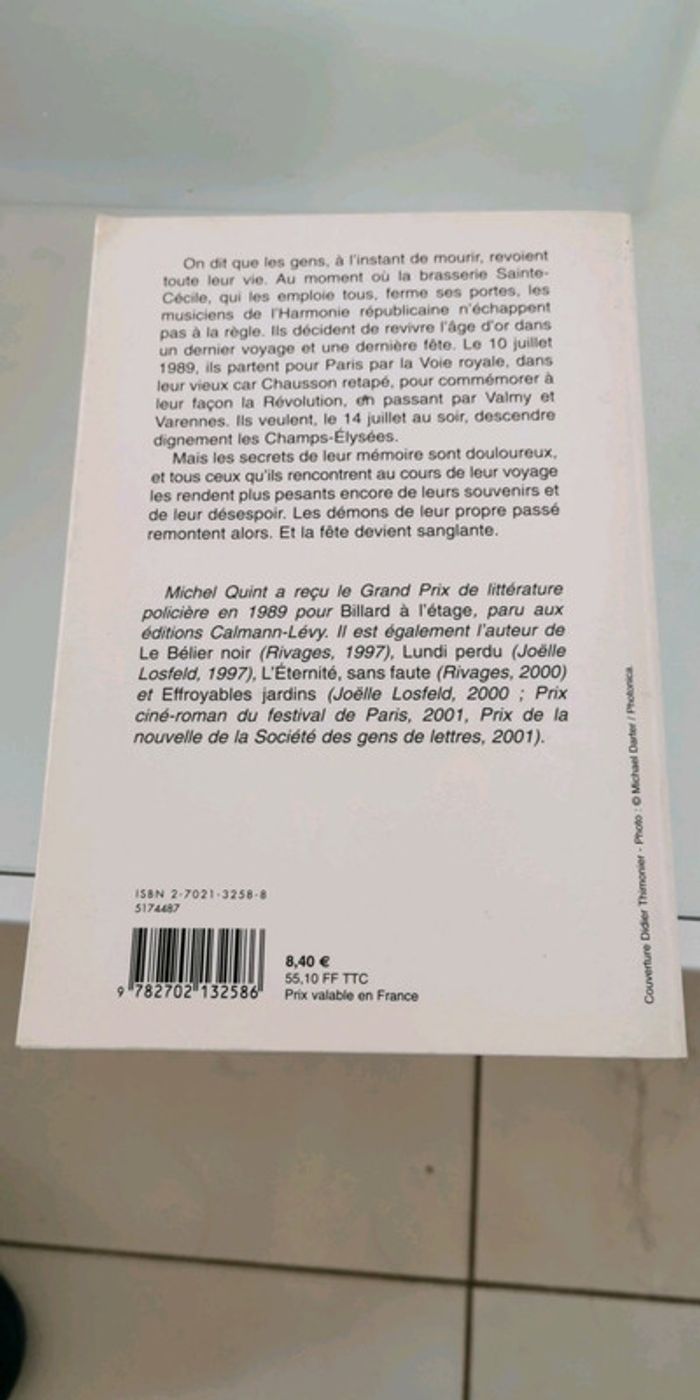 On dit que les gens, à l'instant de mourir, revoient
toute leur vie. Au moment où la brasserie Sainte-
Cécile, qui les emploie tous, ferme ses portes, les
musiciens de l'Harmonie républicaine n'échappent
pas à la règle. Ils décident de revivre l'âge d'or dans
un dernier voyage et une dernière fête. Le 10 juillet
1989, ils partent pour Paris par la Voie royale, dans
leur vieux car Chausson retapé, pour commémorer à
leur façon la Révolution, en passant par Valmy et
Varennes. Ils veulent, le 14 juillet au soir, descendre
dignement les Champs-Élysées.
Mais les secrets de leur mémoire sont douloureux,
et tous ceux qu'ils rencontrent au cours de leur voyage
les rendent plus pesants encore de leurs souvenirs et
de leur désespoir. Les démons de leur propre passé
remontent alors. Et la fête devient sanglante.
Michel Quint a reçu le Grand Prix de littérature
policière en 1989 pour Billard à l'étage, paru aux
éditions Calmann-Lévy. Il est également l'auteur de
Le Bélier noir (Rivages, 1997), Lundi perdu (Joëlle
Losfeld, 1997), L'Éternité, sans faute (Rivages, 2000)
et Effroyables jardins (Joëlle Losfeld, 2000 ; Prix
ciné-roman du festival de Paris, 2001, Prix de la
nouvelle de la Société des gens de lettres, 2001).
ISBN 2-7021-3258-8
5174487
9 782702 132586
8,40 €
55,10 FF TTC
Prix valable en France
Couverture Didier Thimonier - Photo : © Michael Darter / Photonica